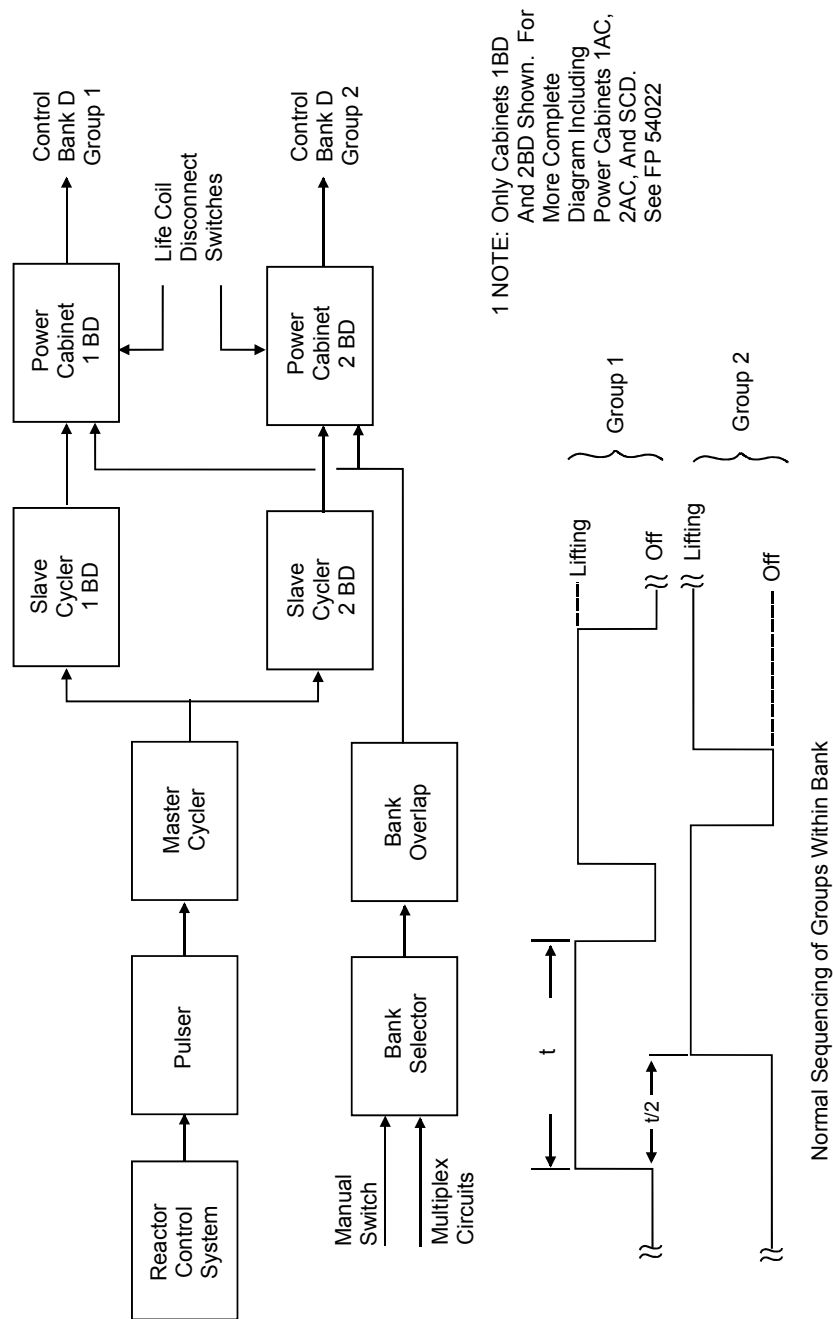 Reactor
Control
System
Pulser
Master
Cycler
Slave
Cycler
1 BD
Power
Cabinet
1 BD
Control
Bank D
Group 1
Life Coil
Disconnect
Switches
Slave
Cycler
2 BD
Power
Cabinet
2 BD
Control
Bank D
Group 2
Manual
Switch
Multiplex
Circuits
Bank
Selector
Bank
Overlap
1 NOTE: Only Cabinets 1BD
And 2BD Shown. For
More Complete
Diagram Including
Power Cabinets 1AC,
2AC, And SCD.
See FP 54022
t
t/2
Lifting
Off
Group 1
Lifting
Off
Group 2
Normal Sequencing of Groups Within Bank